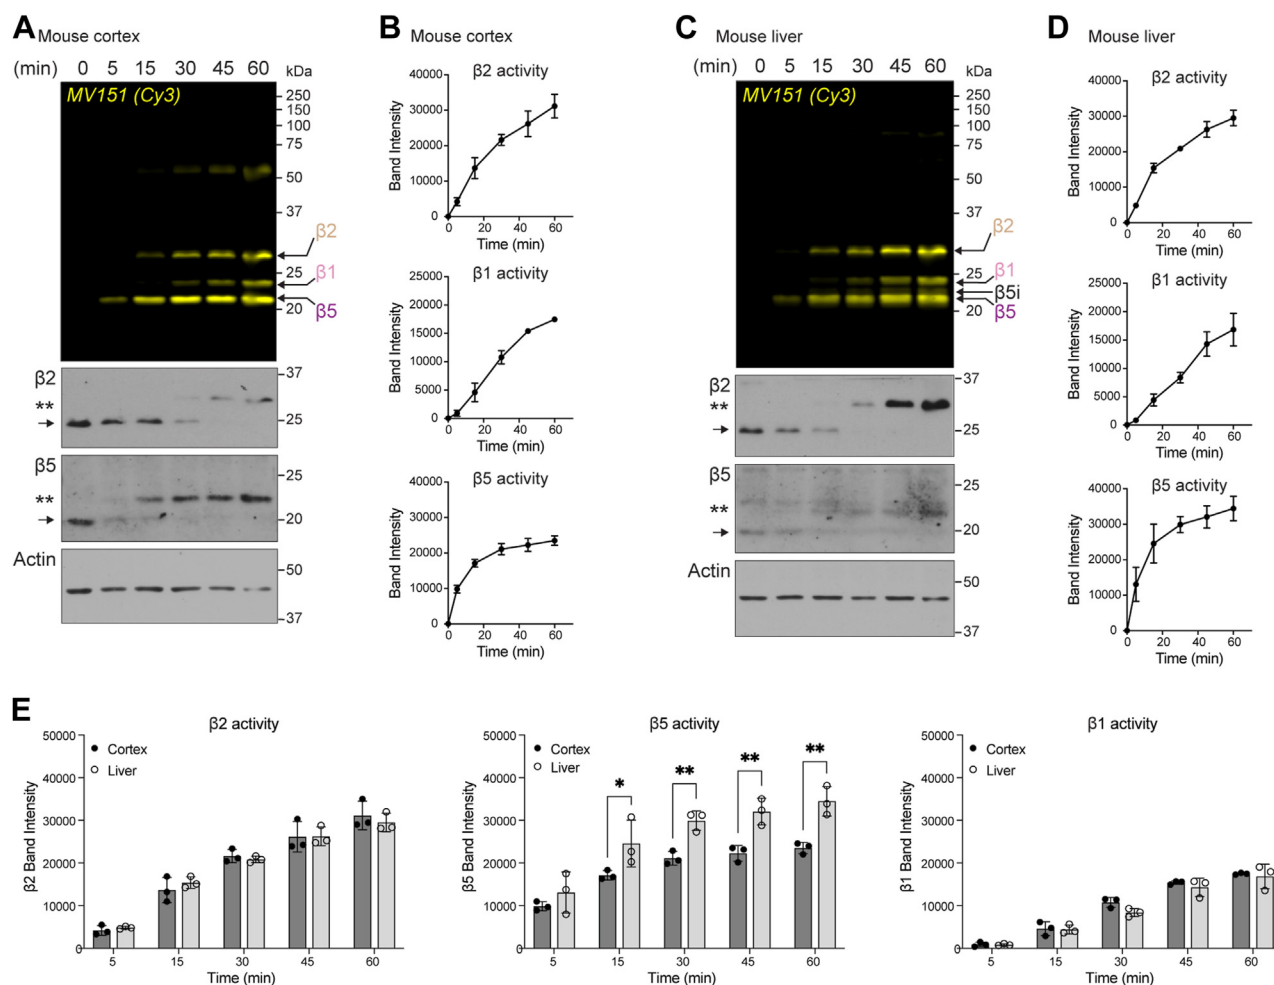 A Mouse cortex
(min) 0 5 15 30 45 60 kDa
MV151 (Cy3)
250
150
100
75
50
37
β2
25
β1
20
β5
β2
37
**
25
β5
25
**
20
Actin
50
37
B Mouse cortex
β2 activity
40000
30000
20000
10000
0
Band Intensity
0 20 40 60
Time (min)
β1 activity
25000
20000
15000
10000
5000
0
Band Intensity
0 20 40 60
Time (min)
β5 activity
40000
30000
20000
10000
0
Band Intensity
0 20 40 60
Time (min)
C Mouse liver
(min) 0 5 15 30 45 60 kDa
MV151 (Cy3)
250
150
100
75
50
37
β2
25
β1
β5i
20
β5
β2
37
**
25
β5
25
**
20
Actin
50
37
D Mouse liver
β2 activity
40000
30000
20000
10000
0
Band Intensity
0 20 40 60
Time (min)
β1 activity
25000
20000
15000
10000
5000
0
Band Intensity
0 20 40 60
Time (min)
β5 activity
40000
30000
20000
10000
0
Band Intensity
0 20 40 60
Time (min)
E
β2 activity
50000
40000
30000
20000
10000
0
β2 Band Intensity
Cortex
Liver
5 15 30 45 60
Time (min)
β5 activity
50000
40000
30000
20000
10000
0
β5 Band Intensity
Cortex
Liver
* ** ** **
5 15 30 45 60
Time (min)
β1 activity
50000
40000
30000
20000
10000
0
β1 Band Intensity
Cortex
Liver
5 15 30 45 60
Time (min)